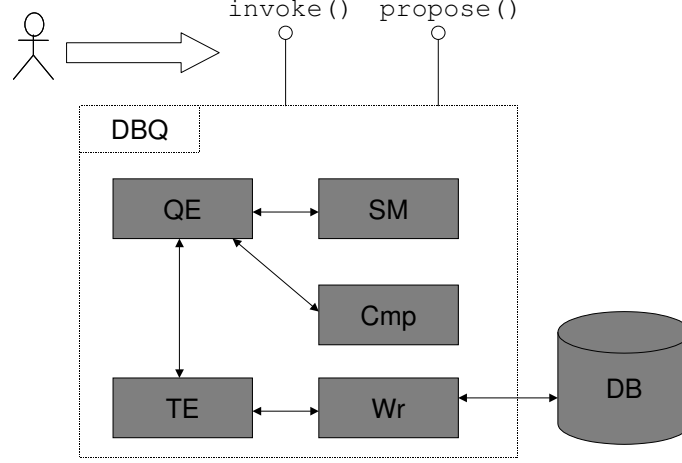 invoke() propose()
DBQ
QE SM
Cmp
TE Wr DB